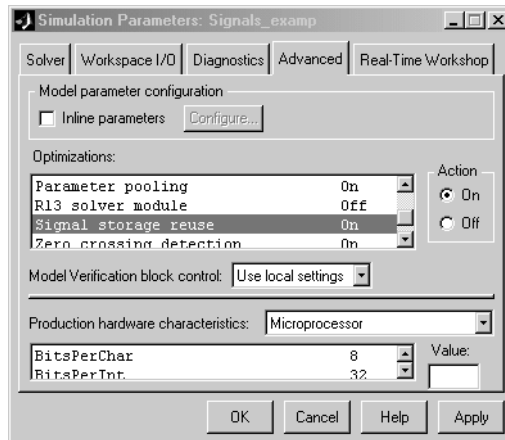 Simulation Parameters: Signals_examp
Solver Workspace I/O Diagnostics Advanced Real-Time Workshop
Model parameter configuration
Inline parameters Configure...
Optimizations:
Action
Parameter pooling On
R13 solver module Off
Signal storage reuse On
Zero crossing detection On
On
Off
Model Verification block control: Use local settings
Production hardware characteristics: Microprocessor
BitsPerChar 8
BitsPerInt 32
Value:
OK Cancel Help Apply